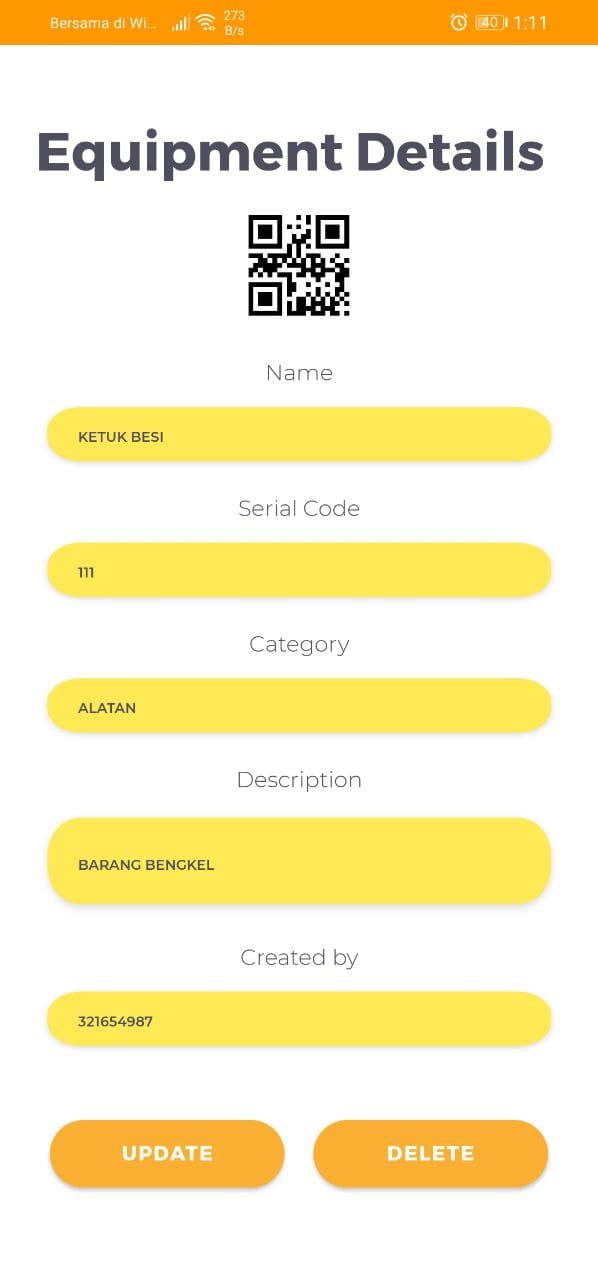 Bersama di Wi... 273 B/s 40 1:11
Equipment Details
Name
KETUK BESI
Serial Code
111
Category
ALATAN
Description
BARANG BENGKEL
Created by
321654987
UPDATE DELETE